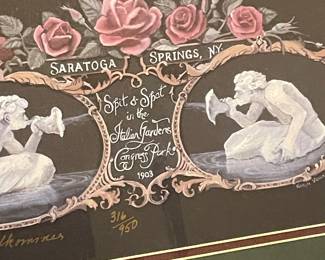 SARATOGA SPRINGS, NY.
Spit & Spat
in the
Italian Gardens
Congress Park
1903
316/950